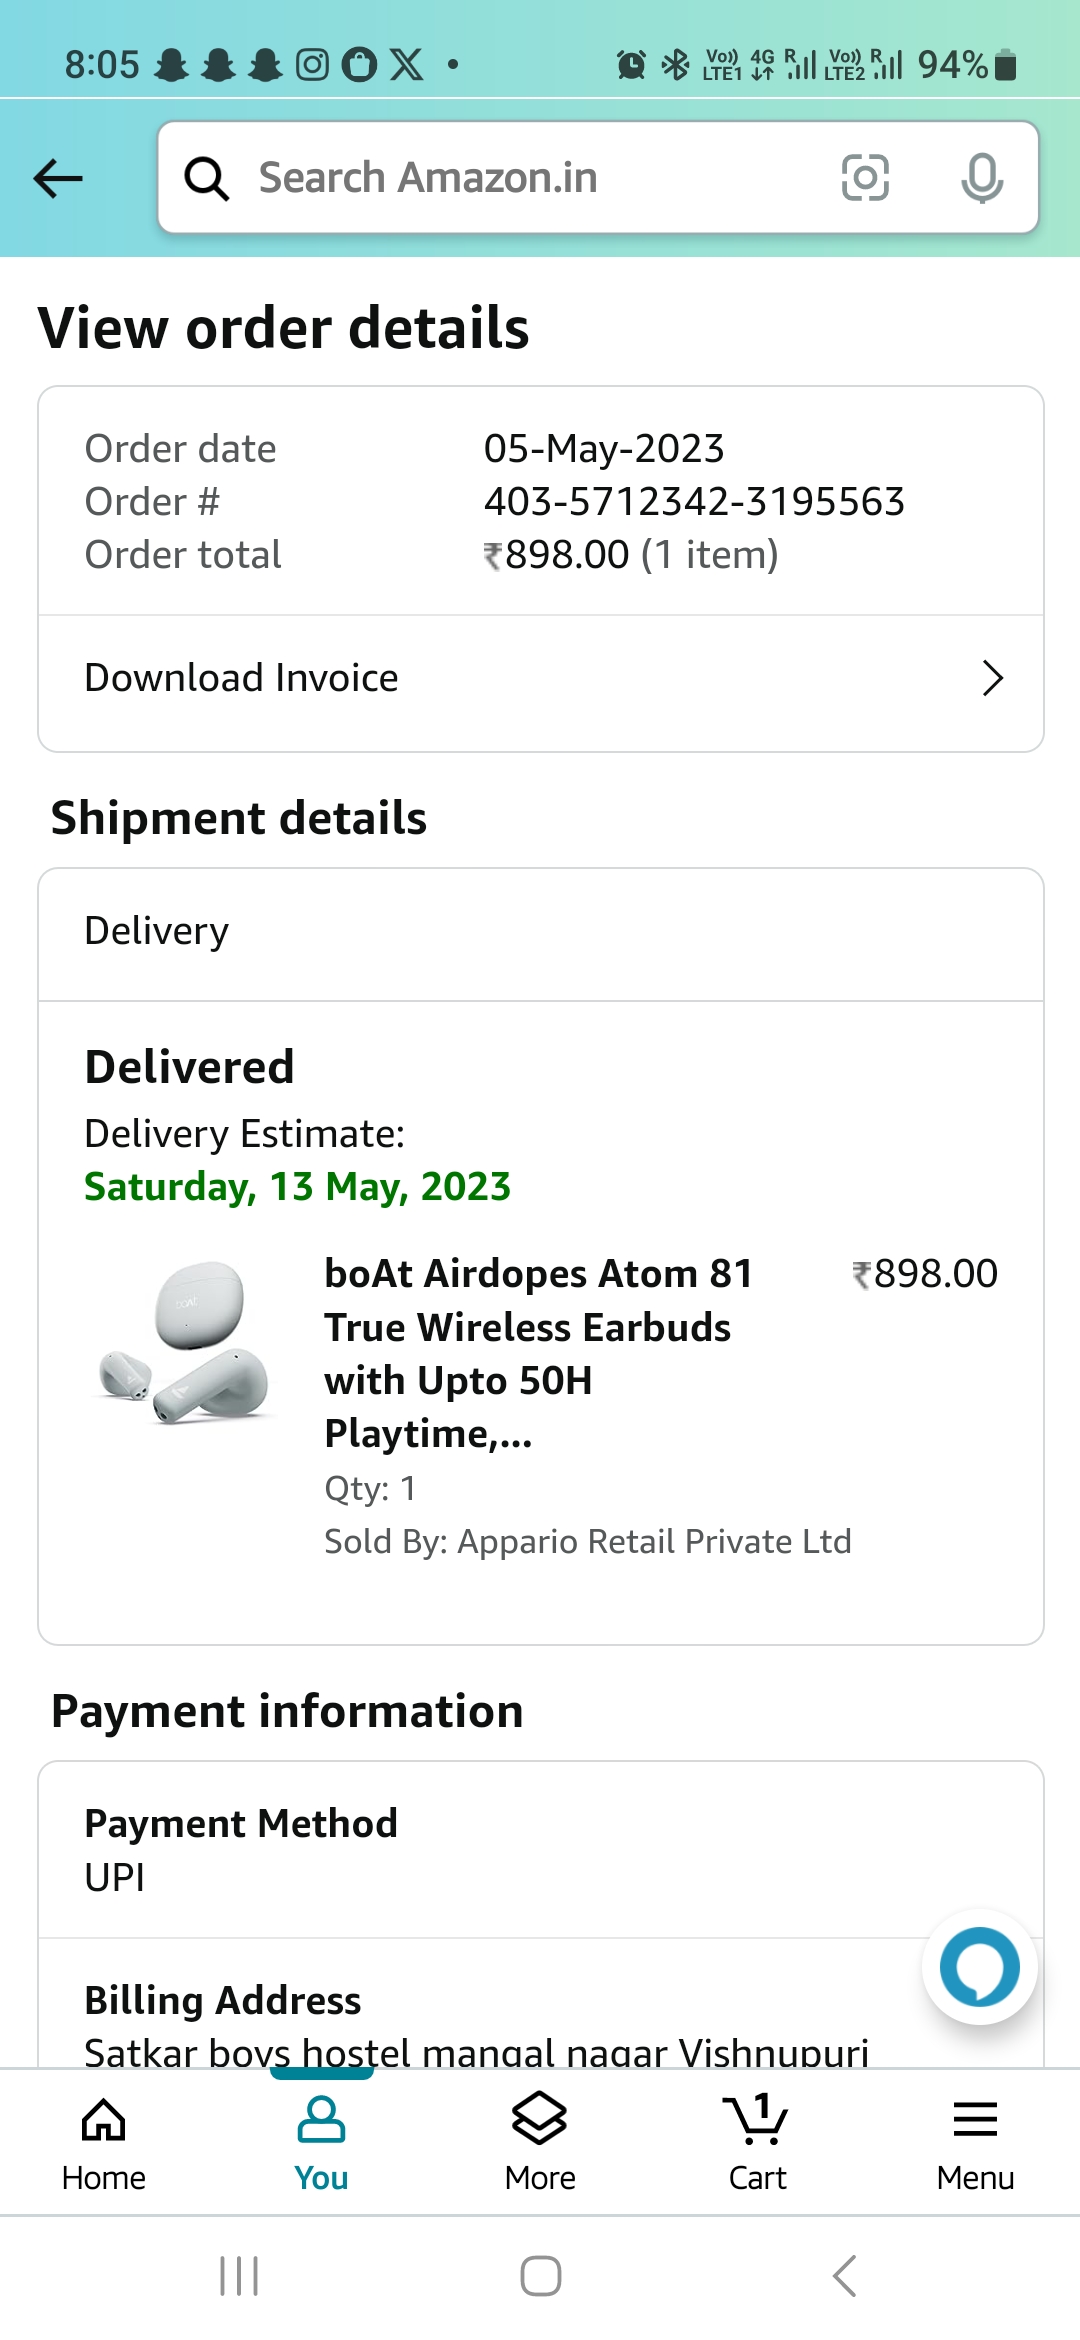 8:05
Vo)) LTE1 4G R Vo)) LTE2 R 94%
Search Amazon.in
View order details
Order date 05-May-2023
Order # 403-5712342-3195563
Order total ₹898.00 (1 item)
Download Invoice
Shipment details
Delivery
Delivered
Delivery Estimate:
Saturday, 13 May, 2023
boAt Airdopes Atom 81 ₹898.00
True Wireless Earbuds
with Upto 50H
Playtime,...
Qty: 1
Sold By: Appario Retail Private Ltd
Payment information
Payment Method
UPI
Billing Address
Satkar boys hostel mangal nagar Vishnupuri
1
Home You More Cart Menu